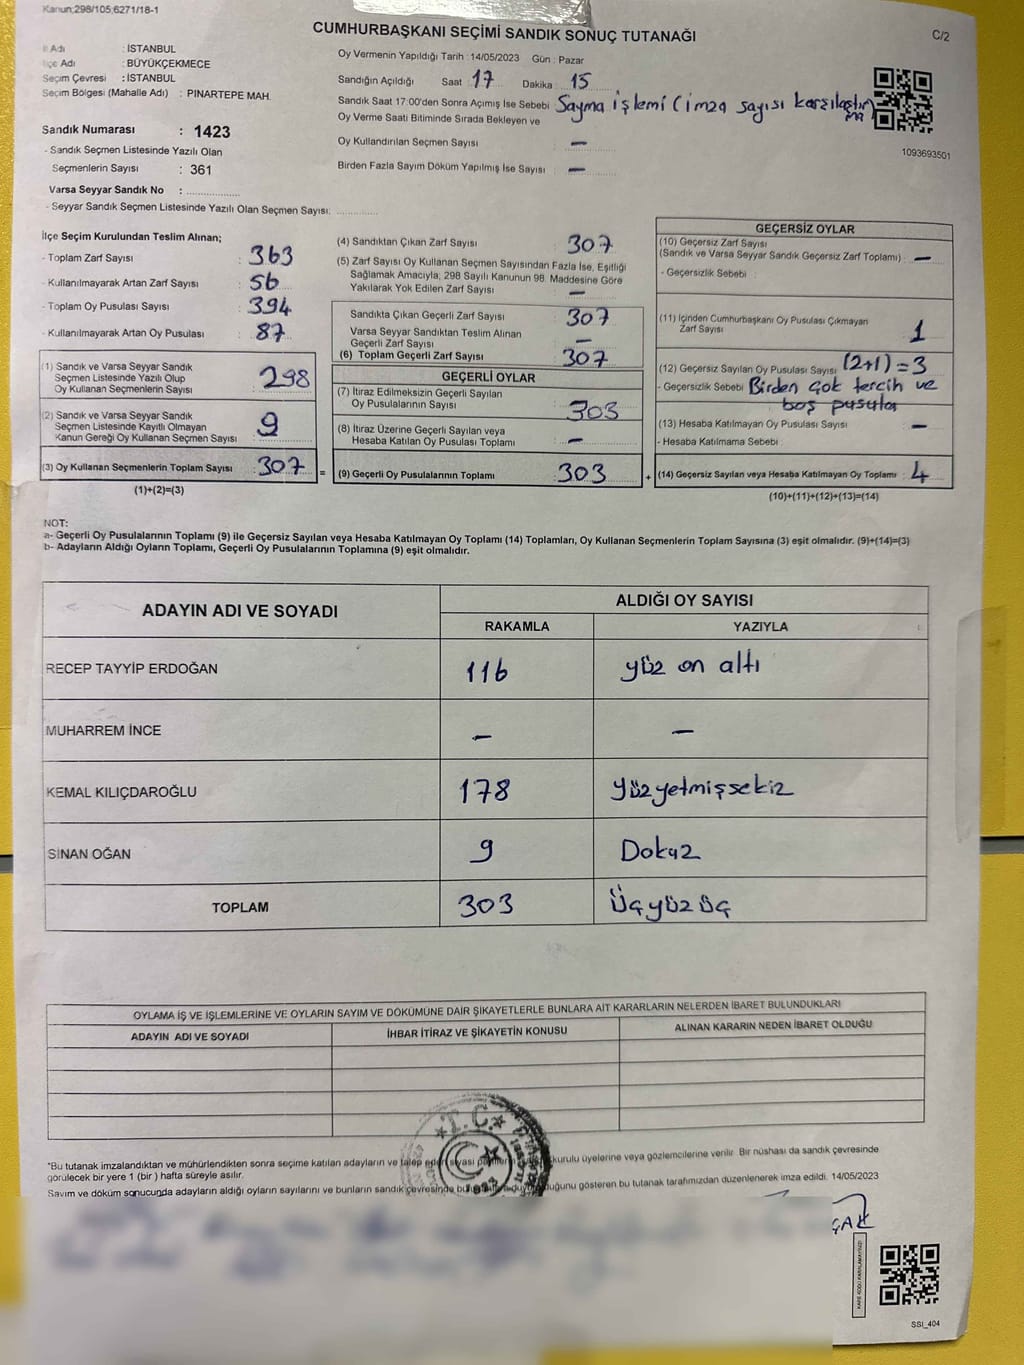 Kanun;298/105;6271/18-1
CUMHURBAŞKANI SEÇİMİ SANDIK SONUÇ TUTANAĞI
C/2
İl Adı : İSTANBUL
İlçe Adı : BÜYÜKÇEKMECE
Seçim Çevresi : İSTANBUL
Seçim Bölgesi (Mahalle Adı) : PINARTEPE MAH.
Sandık Numarası : 1423
- Sandık Seçmen Listesinde Yazılı Olan
Seçmenlerin Sayısı : 361
Varsa Seyyar Sandık No :
- Seyyar Sandık Seçmen Listesinde Yazılı Olan Seçmen Sayısı:
Oy Vermenin Yapıldığı Tarih : 14/05/2023 Gün : Pazar
Sandığın Açıldığı Saat 17 Dakika 15
Sandık Saat 17:00'den Sonra Açılmış İse Sebebi Sayma işlemi (imza sayısı karşılaştırma)
Oy Verme Saati Bitiminde Sırada Bekleyen ve
Oy Kullandırılan Seçmen Sayısı : —
Birden Fazla Sayım Döküm Yapılmış İse Sayısı : —
1093693501
İlçe Seçim Kurulundan Teslim Alınan;
- Toplam Zarf Sayısı : 363
- Kullanılmayarak Artan Zarf Sayısı : 56
- Toplam Oy Pusulası Sayısı : 394
- Kullanılmayarak Artan Oy Pusulası : 87
(1) Sandık ve Varsa Seyyar Sandık
Seçmen Listesinde Yazılı Olup
Oy Kullanan Seçmenlerin Sayısı : 298
(2) Sandık ve Varsa Seyyar Sandık
Seçmen Listesinde Kayıtlı Olmayan
Kanun Gereği Oy Kullanan Seçmen Sayısı : 9
(3) Oy Kullanan Seçmenlerin Toplam Sayısı : 307 =
(1)+(2)=(3)
(4) Sandıktan Çıkan Zarf Sayısı : 307
(5) Zarf Sayısı Oy Kullanan Seçmen Sayısından Fazla İse, Eşitliği
Sağlamak Amacıyla; 298 Sayılı Kanunun 98. Maddesine Göre
Yakılarak Yok Edilen Zarf Sayısı : —
Sandıkta Çıkan Geçerli Zarf Sayısı : 307
Varsa Seyyar Sandıktan Teslim Alınan
Geçerli Zarf Sayısı : —
(6) Toplam Geçerli Zarf Sayısı : 307
GEÇERLİ OYLAR
(7) İtiraz Edilmeksizin Geçerli Sayılan
Oy Pusulalarının Sayısı : 303
(8) İtiraz Üzerine Geçerli Sayılan veya
Hesaba Katılan Oy Pusulası Toplamı : —
(9) Geçerli Oy Pusulalarının Toplamı : 303 +
GEÇERSİZ OYLAR
(10) Geçersiz Zarf Sayısı
(Sandık ve Varsa Seyyar Sandık Geçersiz Zarf Toplamı) : —
- Geçersizlik Sebebi :
(11) İçinden Cumhurbaşkanı Oy Pusulası Çıkmayan
Zarf Sayısı : 1
(12) Geçersiz Sayılan Oy Pusulası Sayısı : (2+1)=3
- Geçersizlik Sebebi : Birden çok tercih ve
boş pusula
(13) Hesaba Katılmayan Oy Pusulası Sayısı : —
- Hesaba Katılmama Sebebi :
(14) Geçersiz Sayılan veya Hesaba Katılmayan Oy Toplamı : 4
(10)+(11)+(12)+(13)=(14)
NOT:
a- Geçerli Oy Pusulalarının Toplamı (9) ile Geçersiz Sayılan veya Hesaba Katılmayan Oy Toplamı (14) Toplamları, Oy Kullanan Seçmenlerin Toplam Sayısına (3) eşit olmalıdır. (9)+(14)=(3)
b- Adayların Aldığı Oyların Toplamı, Geçerli Oy Pusulalarının Toplamına (9) eşit olmalıdır.
ADAYIN ADI VE SOYADI
ALDIĞI OY SAYISI
RAKAMLA YAZIYLA
RECEP TAYYİP ERDOĞAN 116 yüz on altı
MUHARREM İNCE — —
KEMAL KILIÇDAROĞLU 178 Yüzyetmişsekiz
SİNAN OĞAN 9 Dokuz
TOPLAM 303 Üçyüz üç
OYLAMA İŞ VE İŞLEMLERİNE VE OYLARIN SAYIM VE DÖKÜMÜNE DAİR ŞİKAYETLERLE BUNLARA AİT KARARLARIN NELERDEN İBARET BULUNDUKLARI
ADAYIN ADI VE SOYADI İHBAR İTİRAZ VE ŞİKAYETİN KONUSU ALINAN KARARIN NEDEN İBARET OLDUĞU
T.C.
*Bu tutanak imzalandıktan ve mühürlendikten sonra seçime katılan adayların ve talep eden siyasi kurulu üyelerine veya gözlemcilerine verilir. Bir nüshası da sandık çevresinde
görülecek bir yere 1 (bir) hafta süreyle asılır.
Sayım ve döküm sonucunda adayların aldığı oyların sayılarını ve bunların sandık çevresinde olduğunu gösteren bu tutanak tarafımızdan düzenlenerek imza edildi. 14/05/2023
SSI_404